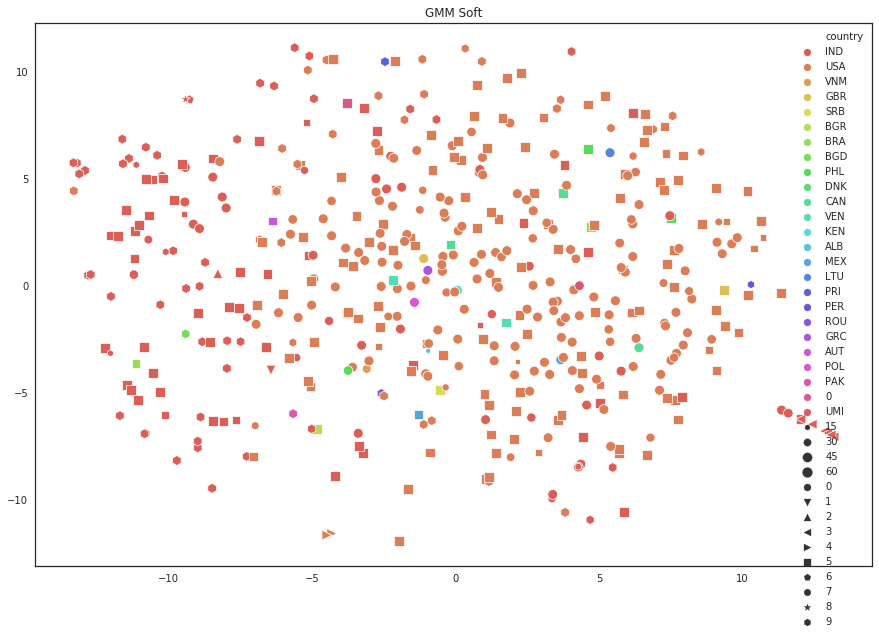 GMM Soft
country
IND
USA
VNM
GBR
SRB
BGR
BRA
BGD
PHL
DNK
CAN
VEN
KEN
ALB
MEX
LTU
PRI
PER
ROU
GRC
AUT
POL
PAK
0
UMI
15
30
45
60
0
1
2
3
4
5
6
7
8
9
10
5
0
−5
−10
−10
−5
0
5
10